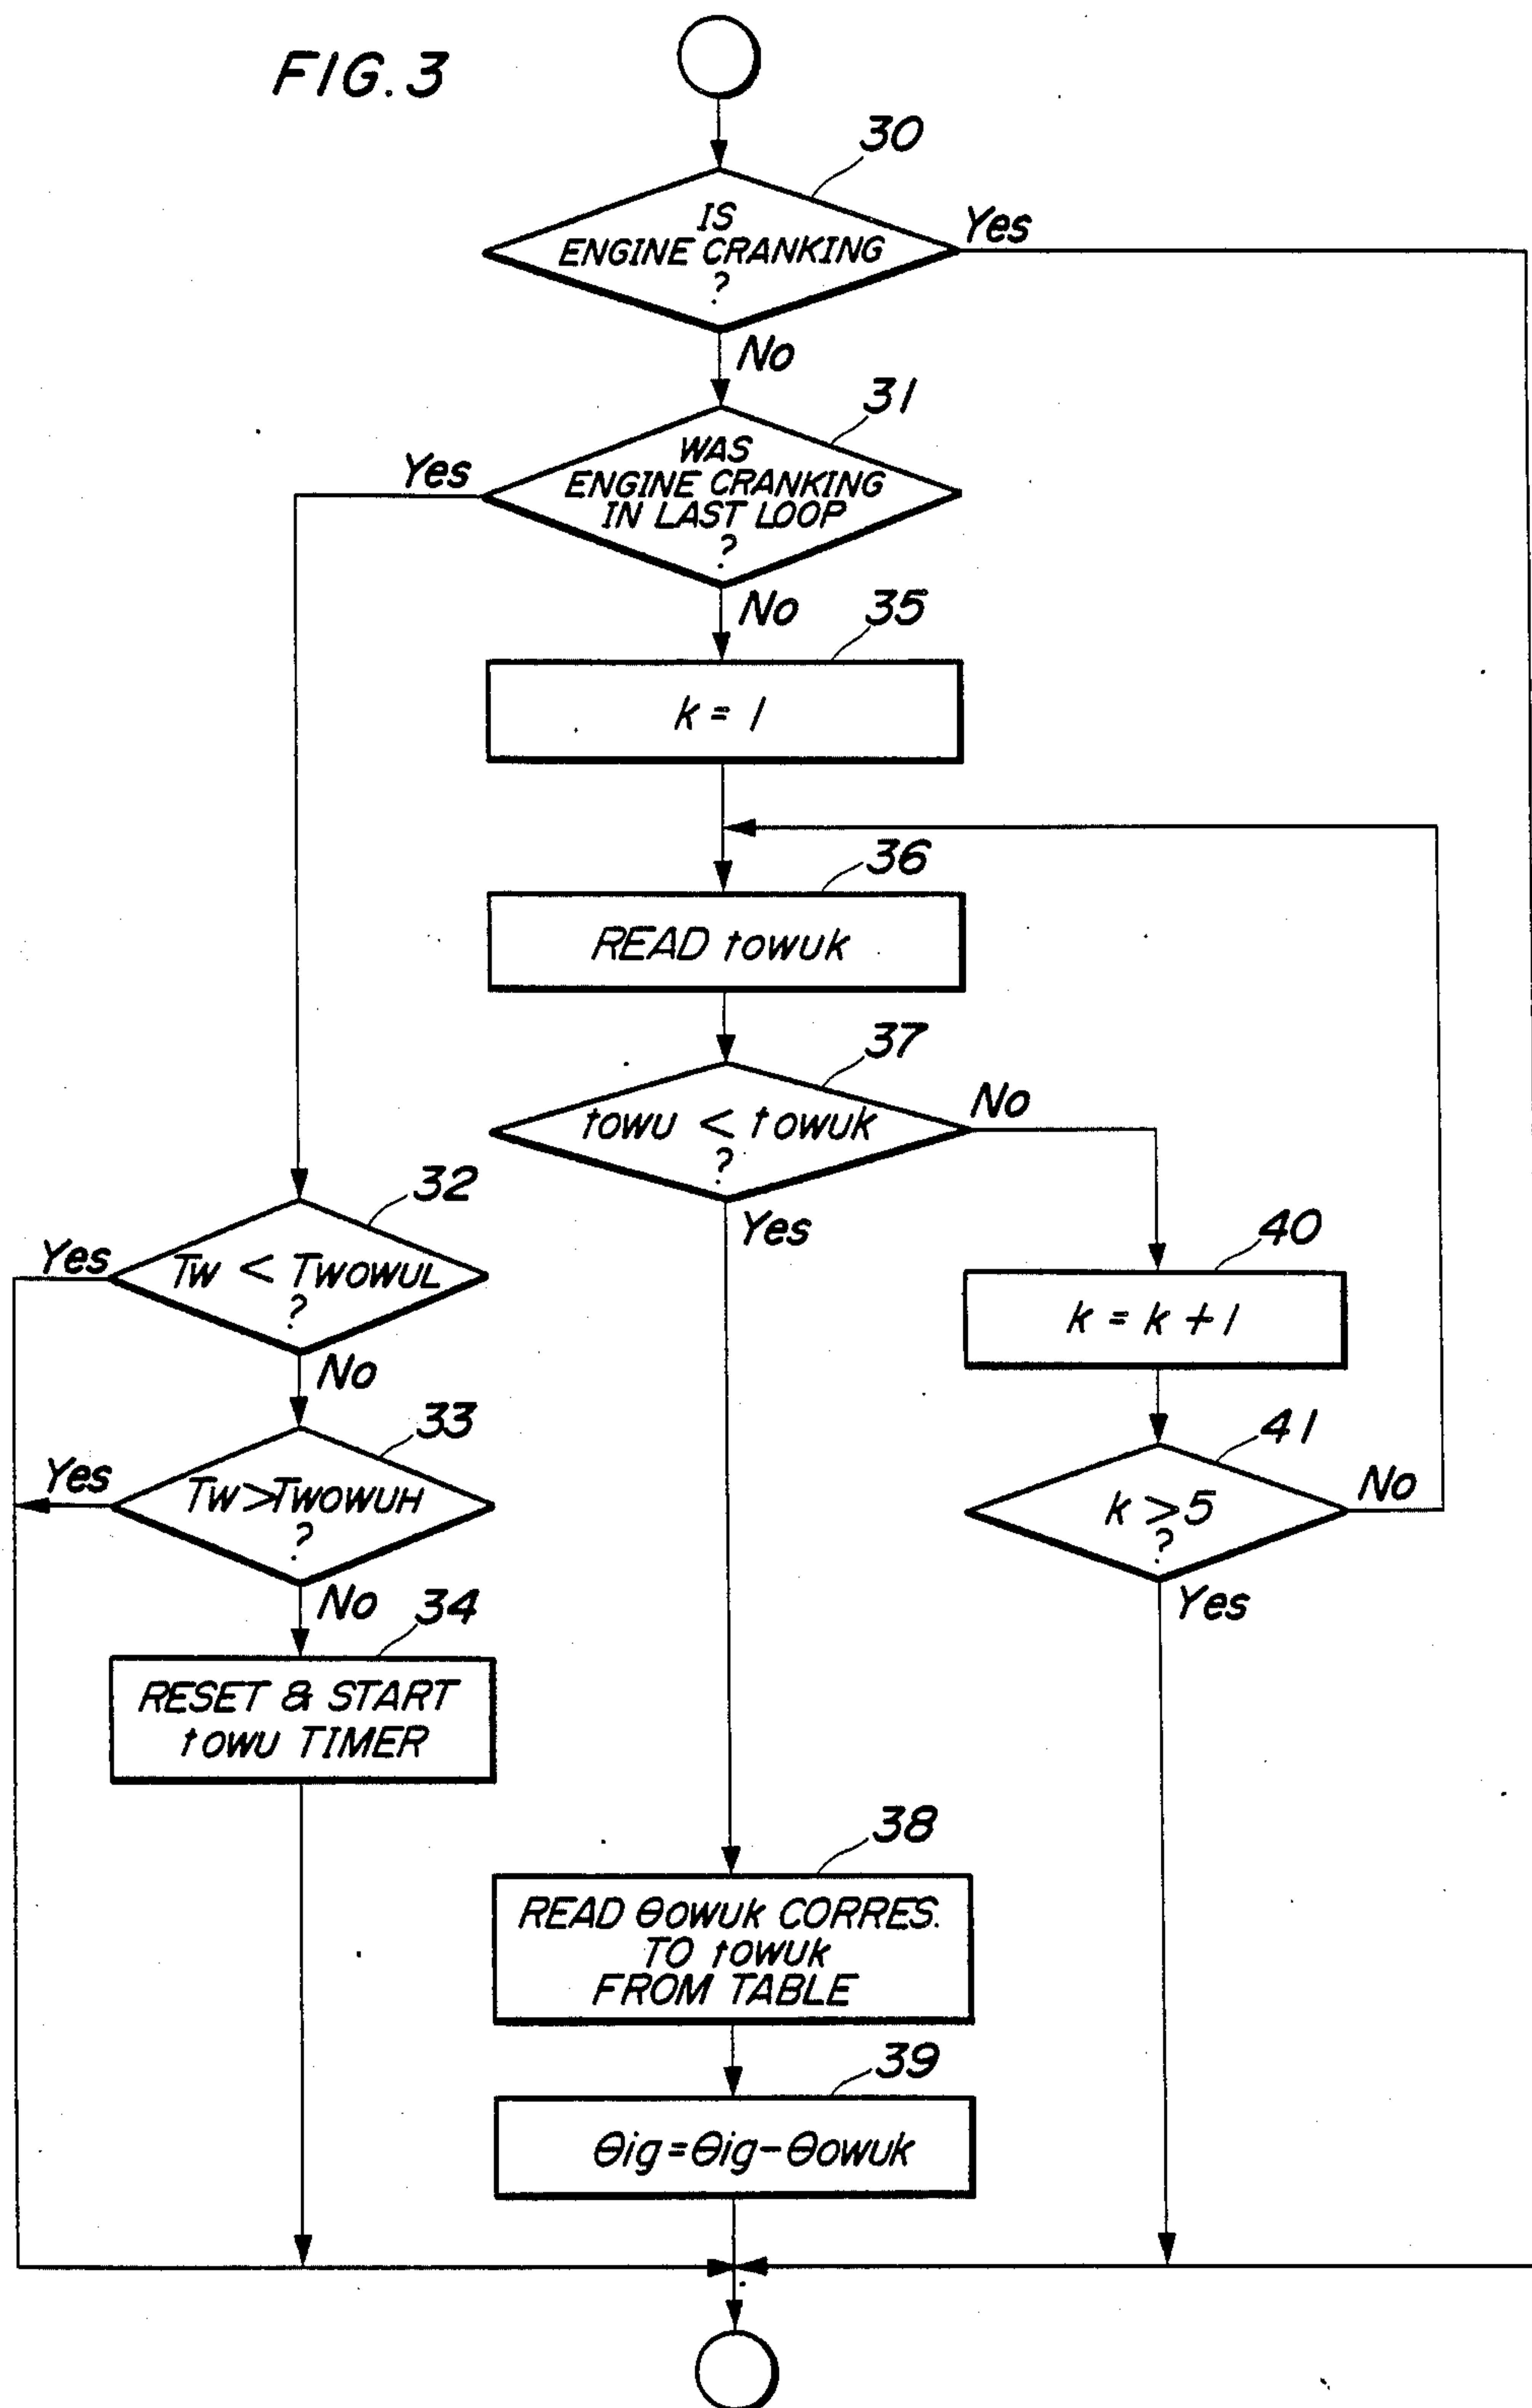 FIG. 3
30
IS
ENGINE CRANKING
?
Yes
No
31
WAS
ENGINE CRANKING
IN LAST LOOP
?
Yes
No
35
k = 1
36
READ towuk
37
towu < towuk
?
No
Yes
32
Tw < TWOWUL
?
Yes
No
40
k = k + 1
33
Tw > TWOWUH
?
Yes
No
41
k > 5
?
No
Yes
34
RESET & START
towu TIMER
38
READ θowuk CORRES.
TO towuk
FROM TABLE
39
θig = θig - θowuk